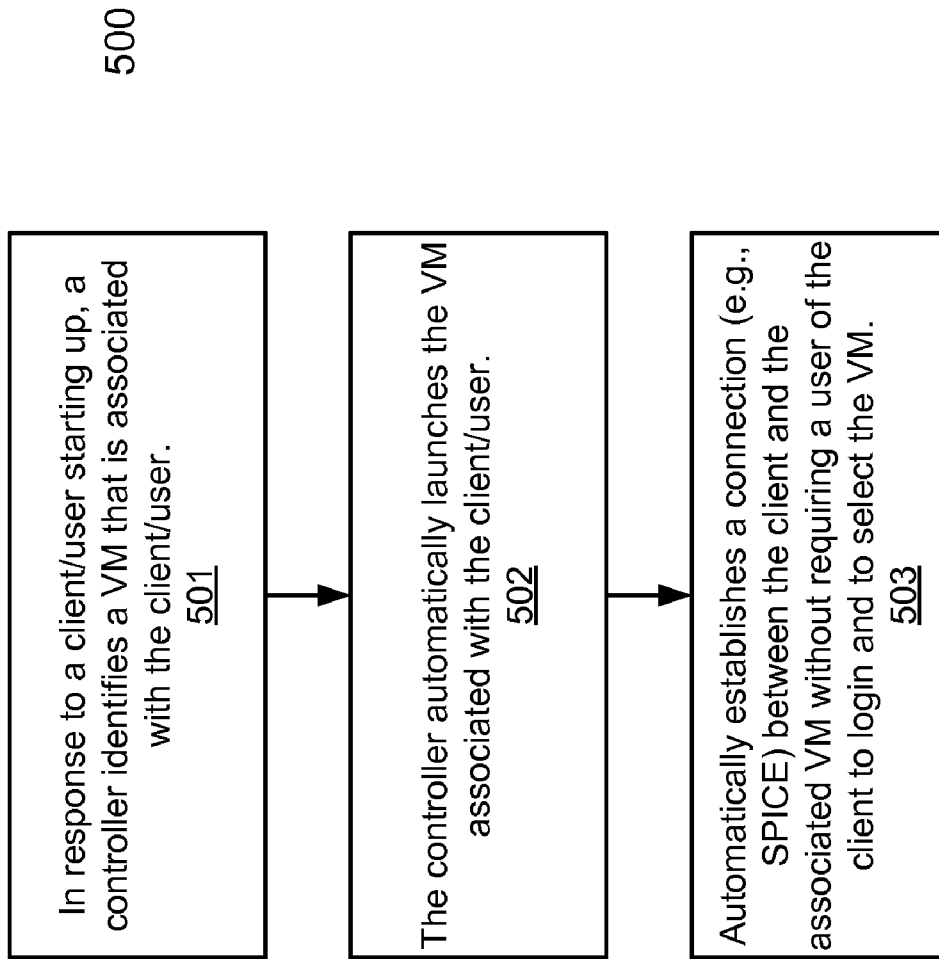 500
In response to a client/user starting up, a
controller identifies a VM that is associated
with the client/user.
501
The controller automatically launches the VM
associated with the client/user.
502
Automatically establishes a connection (e.g.,
SPICE) between the client and the
associated VM without requiring a user of the
client to login and to select the VM.
503